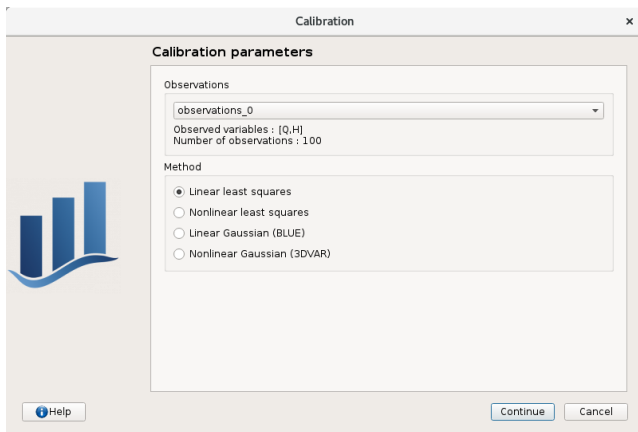 Calibration
Calibration parameters
Observations
observations_0
Observed variables : [Q,H]
Number of observations : 100
Method
Linear least squares
Nonlinear least squares
Linear Gaussian (BLUE)
Nonlinear Gaussian (3DVAR)
Help
Continue
Cancel